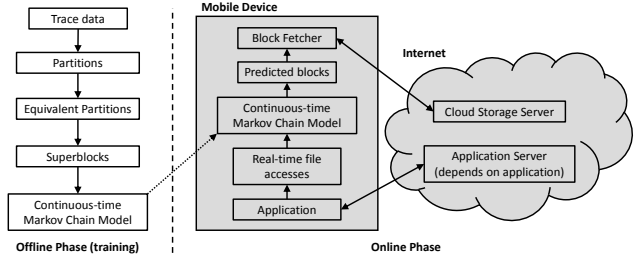 Trace data
Partitions
Equivalent Partitions
Superblocks
Continuous-time
Markov Chain Model
Offline Phase (training)
Mobile Device
Block Fetcher
Predicted blocks
Continuous-time
Markov Chain Model
Real-time file
accesses
Application
Internet
Cloud Storage Server
Application Server
(depends on application)
Online Phase